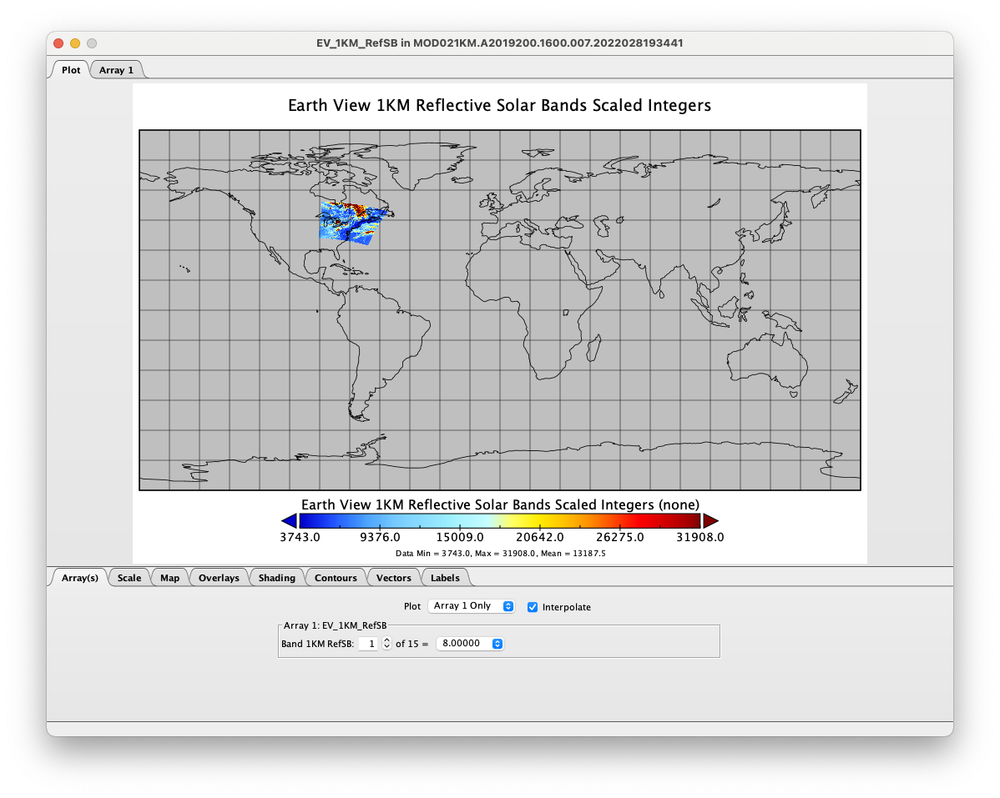 EV_1KM_RefSB in MOD021KM.A2019200.1600.007.2022028193441
Plot Array 1
Earth View 1KM Reflective Solar Bands Scaled Integers
Earth View 1KM Reflective Solar Bands Scaled Integers (none)
3743.0 9376.0 15009.0 20642.0 26275.0 31908.0
Data Min = 3743.0, Max = 31908.0, Mean = 13187.5
Array(s) Scale Map Overlays Shading Contours Vectors Labels
Plot Array 1 Only Interpolate
Array 1: EV_1KM_RefSB
Band 1KM RefSB: 1 of 15 = 8.00000